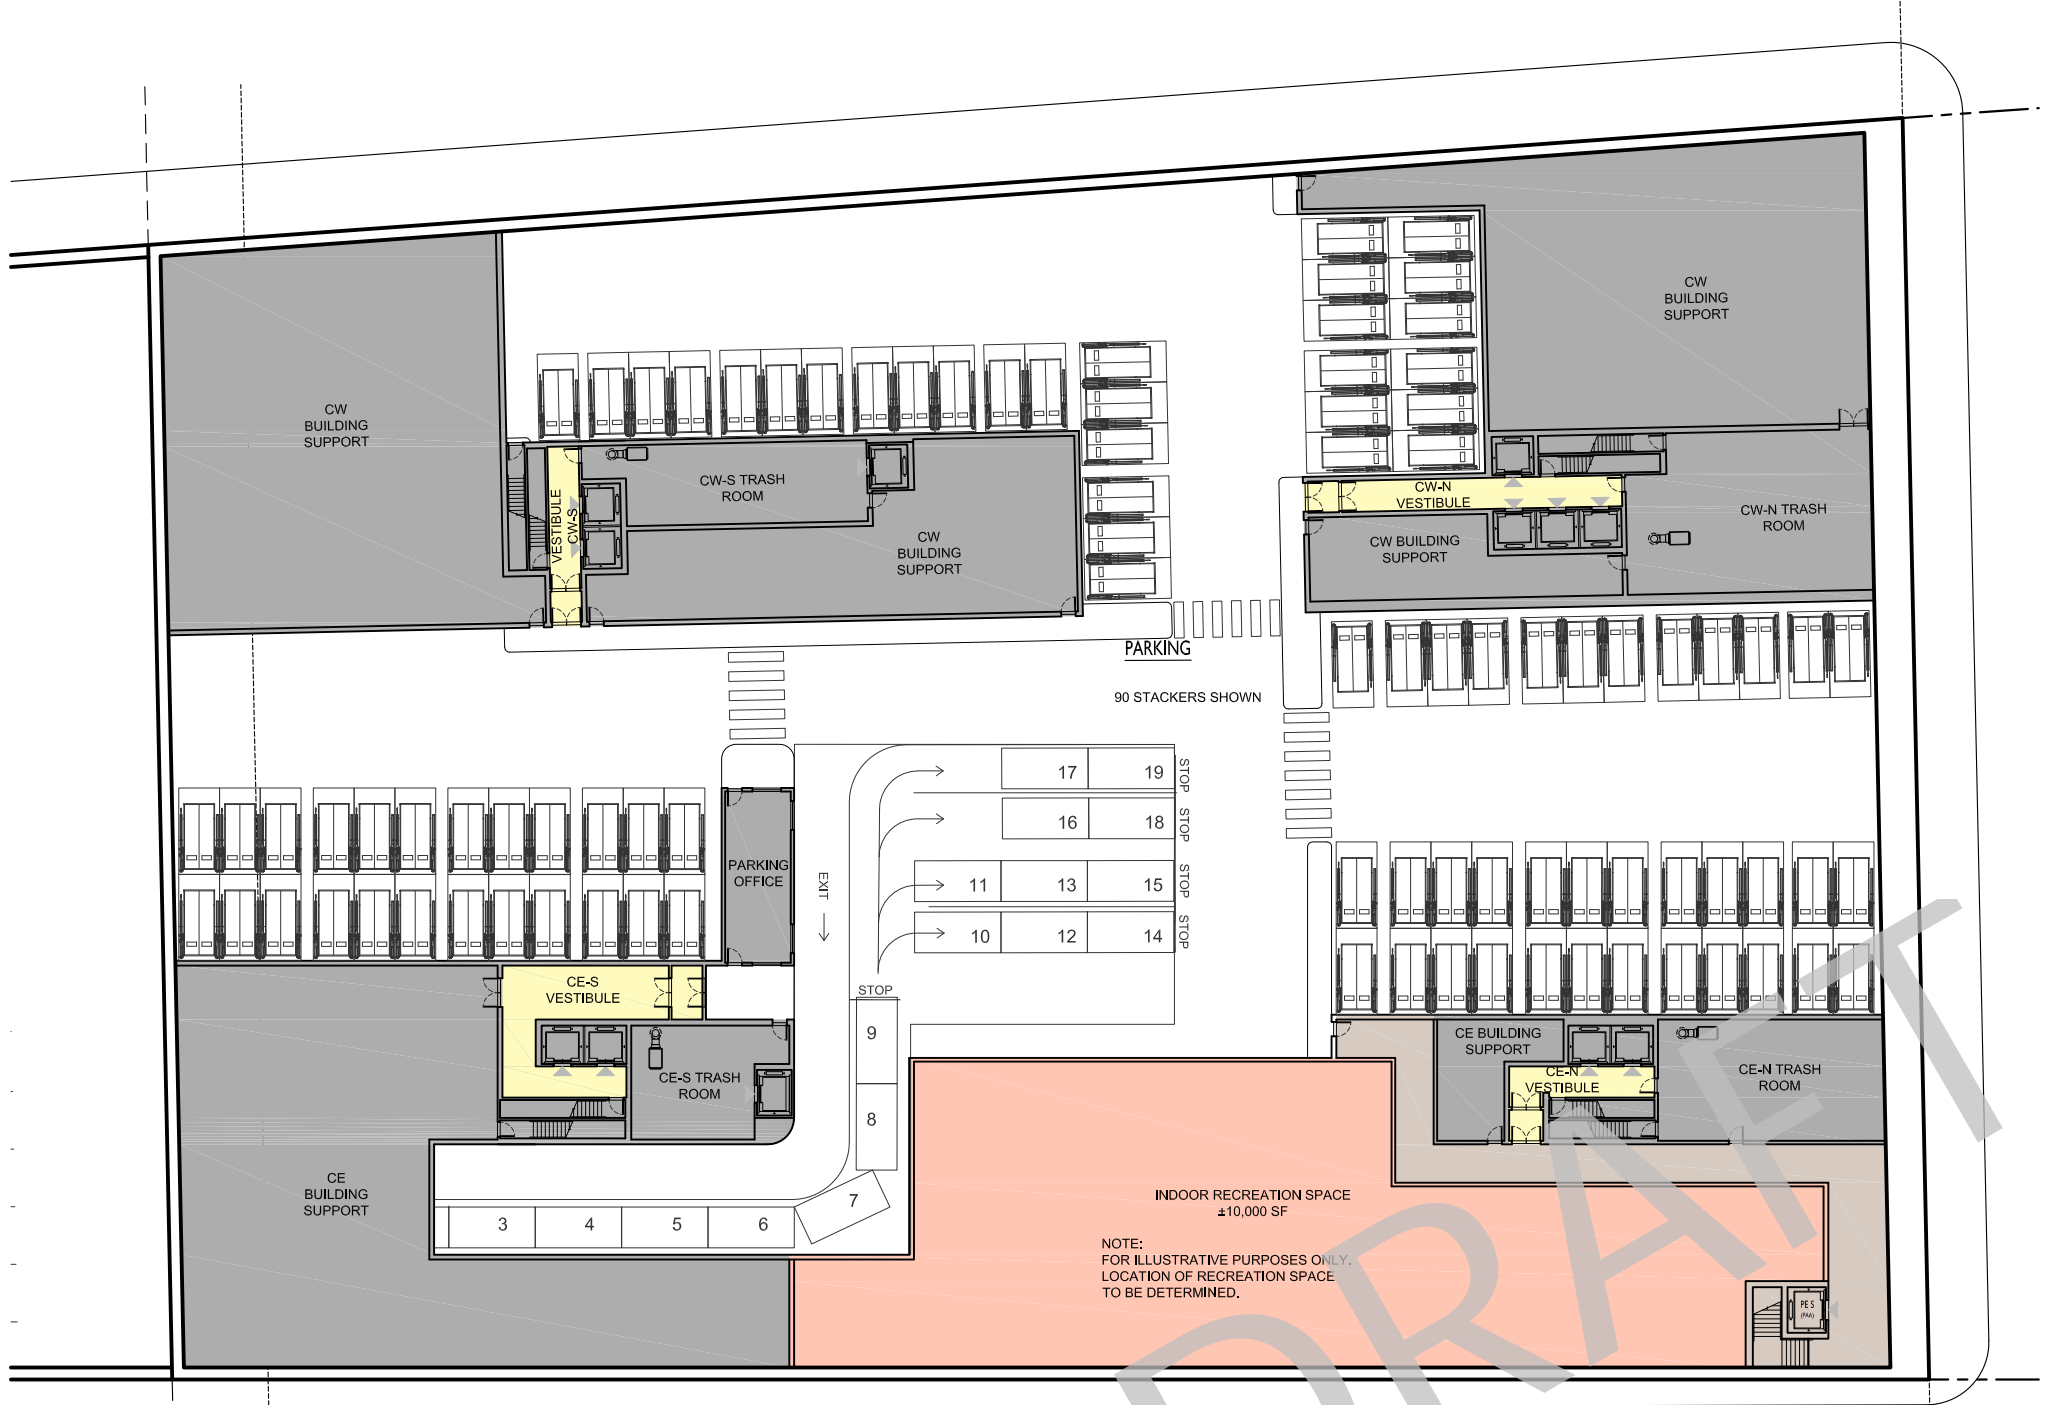 CW
BUILDING
SUPPORT
CW
BUILDING
SUPPORT
CW-S TRASH
ROOM
VESTIBULE
CW-S
CW
BUILDING
SUPPORT
CW-N
VESTIBULE
CW BUILDING
SUPPORT
CW-N TRASH
ROOM
PARKING
90 STACKERS SHOWN
17
19
STOP
16
18
STOP
11
13
15
STOP
10
12
14
STOP
PARKING
OFFICE
EXIT
STOP
9
8
7
3
4
5
6
CE-S
VESTIBULE
CE-S TRASH
ROOM
CE
BUILDING
SUPPORT
CE BUILDING
SUPPORT
CE-N
VESTIBULE
CE-N TRASH
ROOM
INDOOR RECREATION SPACE
±10,000 SF
NOTE:
FOR ILLUSTRATIVE PURPOSES ONLY.
LOCATION OF RECREATION SPACE
TO BE DETERMINED.
PE S
(PAA)
DRAFT